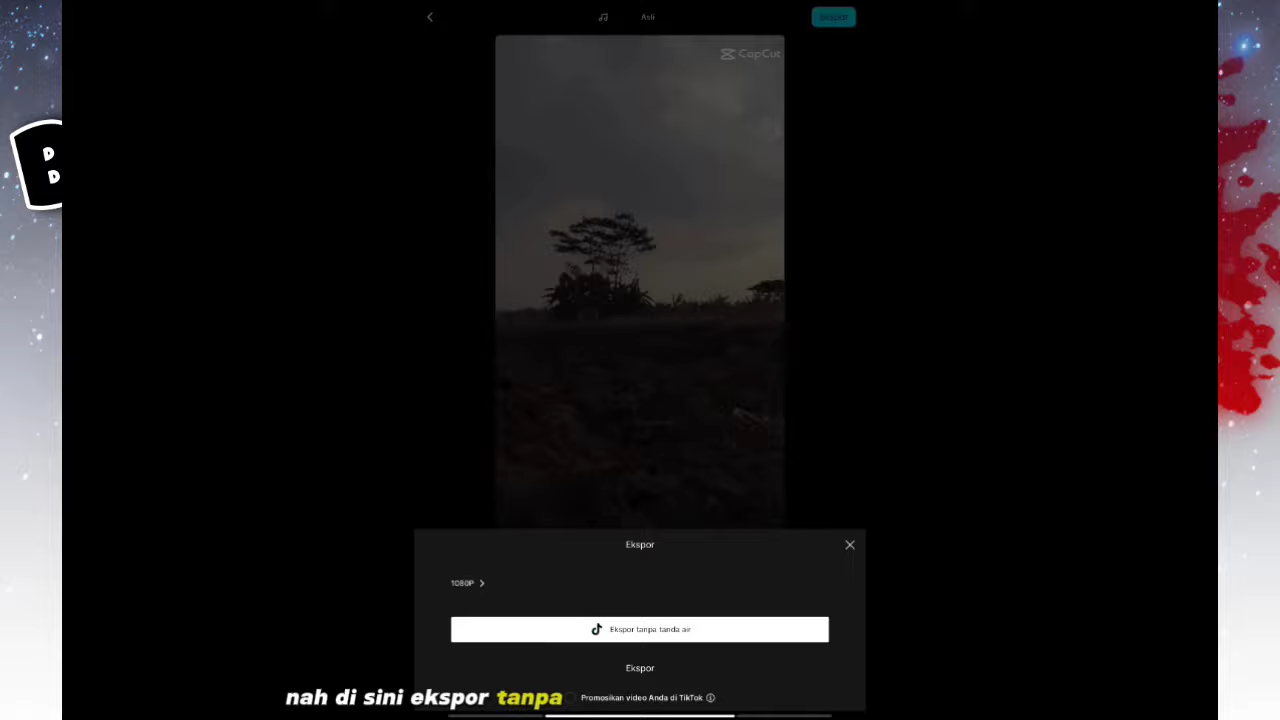 Asli
Ekspor
CapCut
Ekspor
1080P
Ekspor tanpa tanda air
Ekspor
nah di sini ekspor tanpa
Promosikan video Anda di TikTok